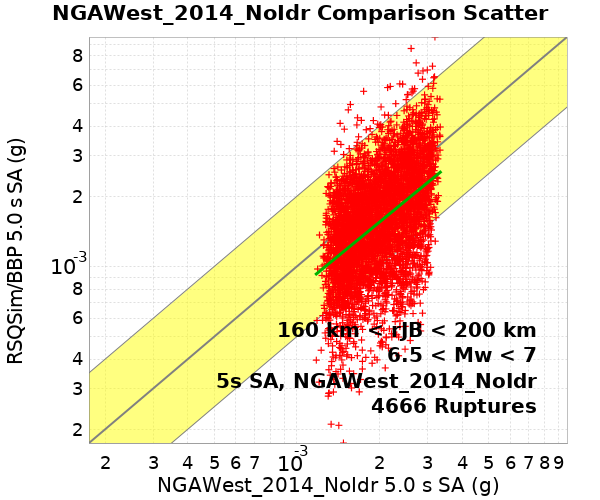 NGAWest_2014_NoIdr Comparison Scatter
RSQSim/BBP 5.0 s SA (g)
8
6
4
3
2
10-3
8
6
4
3
2
160 km < rJB < 200 km
6.5 < Mw < 7
5s SA, NGAWest_2014_NoIdr
4666 Ruptures
2 3 4 5 6 7 10-3 2 3 4 5 6 7 8 9
NGAWest_2014_NoIdr 5.0 s SA (g)